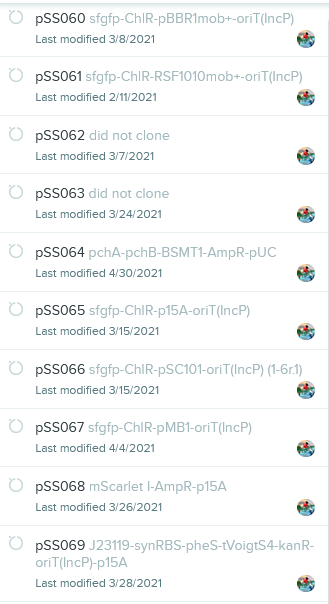 pSS060 sfgfp-ChlR-pBBR1mob+-oriT(IncP)
Last modified 3/8/2021
pSS061 sfgfp-ChlR-RSF1010mob+-oriT(IncP)
Last modified 2/11/2021
pSS062 did not clone
Last modified 3/7/2021
pSS063 did not clone
Last modified 3/24/2021
pSS064 pchA-pchB-BSMT1-AmpR-pUC
Last modified 4/30/2021
pSS065 sfgfp-ChlR-p15A-oriT(IncP)
Last modified 3/15/2021
pSS066 sfgfp-ChlR-pSC101-oriT(IncP) (1-6r.1)
Last modified 3/15/2021
pSS067 sfgfp-ChlR-pMB1-oriT(IncP)
Last modified 4/4/2021
pSS068 mScarlet I-AmpR-p15A
Last modified 3/26/2021
pSS069 J23119-synRBS-pheS-tVoigtS4-kanR-
oriT(IncP)-p15A
Last modified 3/28/2021